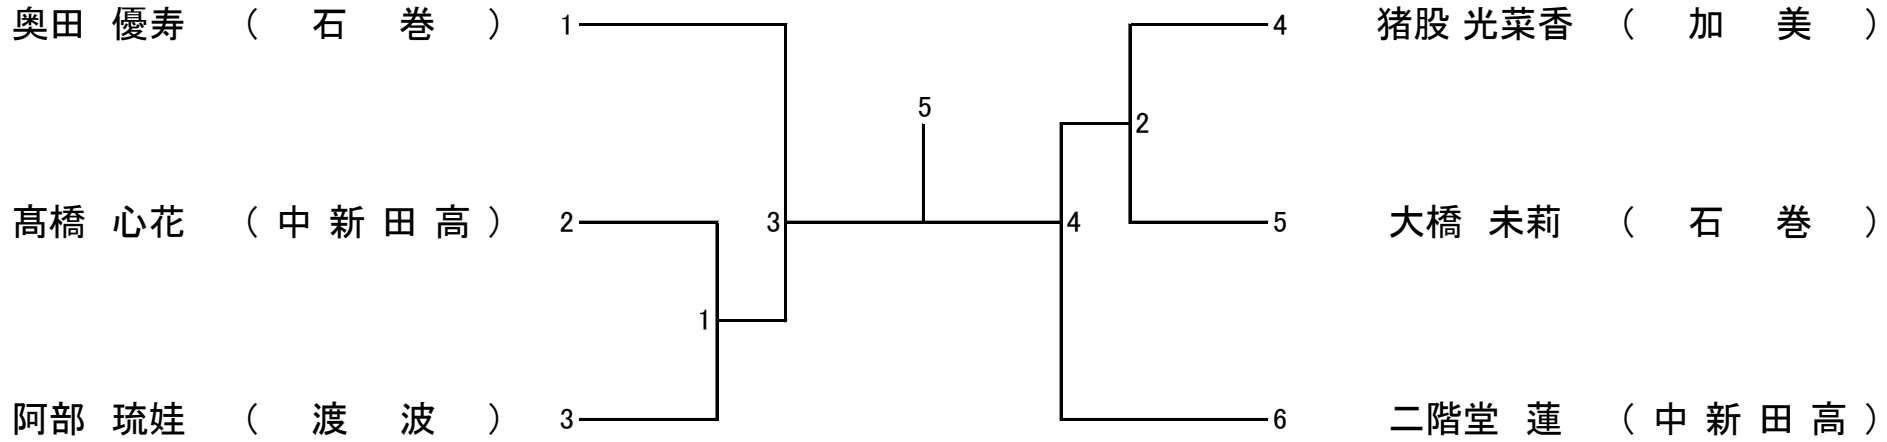 奥田 優寿 （ 石 巻 ） 1 4 猪股 光菜香 （ 加 美 ）
5
2
髙橋 心花 （ 中 新 田 高 ） 2 3 4 5 大橋 未莉 （ 石 巻 ）
1
阿部 琉娃 （ 渡 波 ） 3 6 二階堂 蓮 （ 中 新 田 高 ）